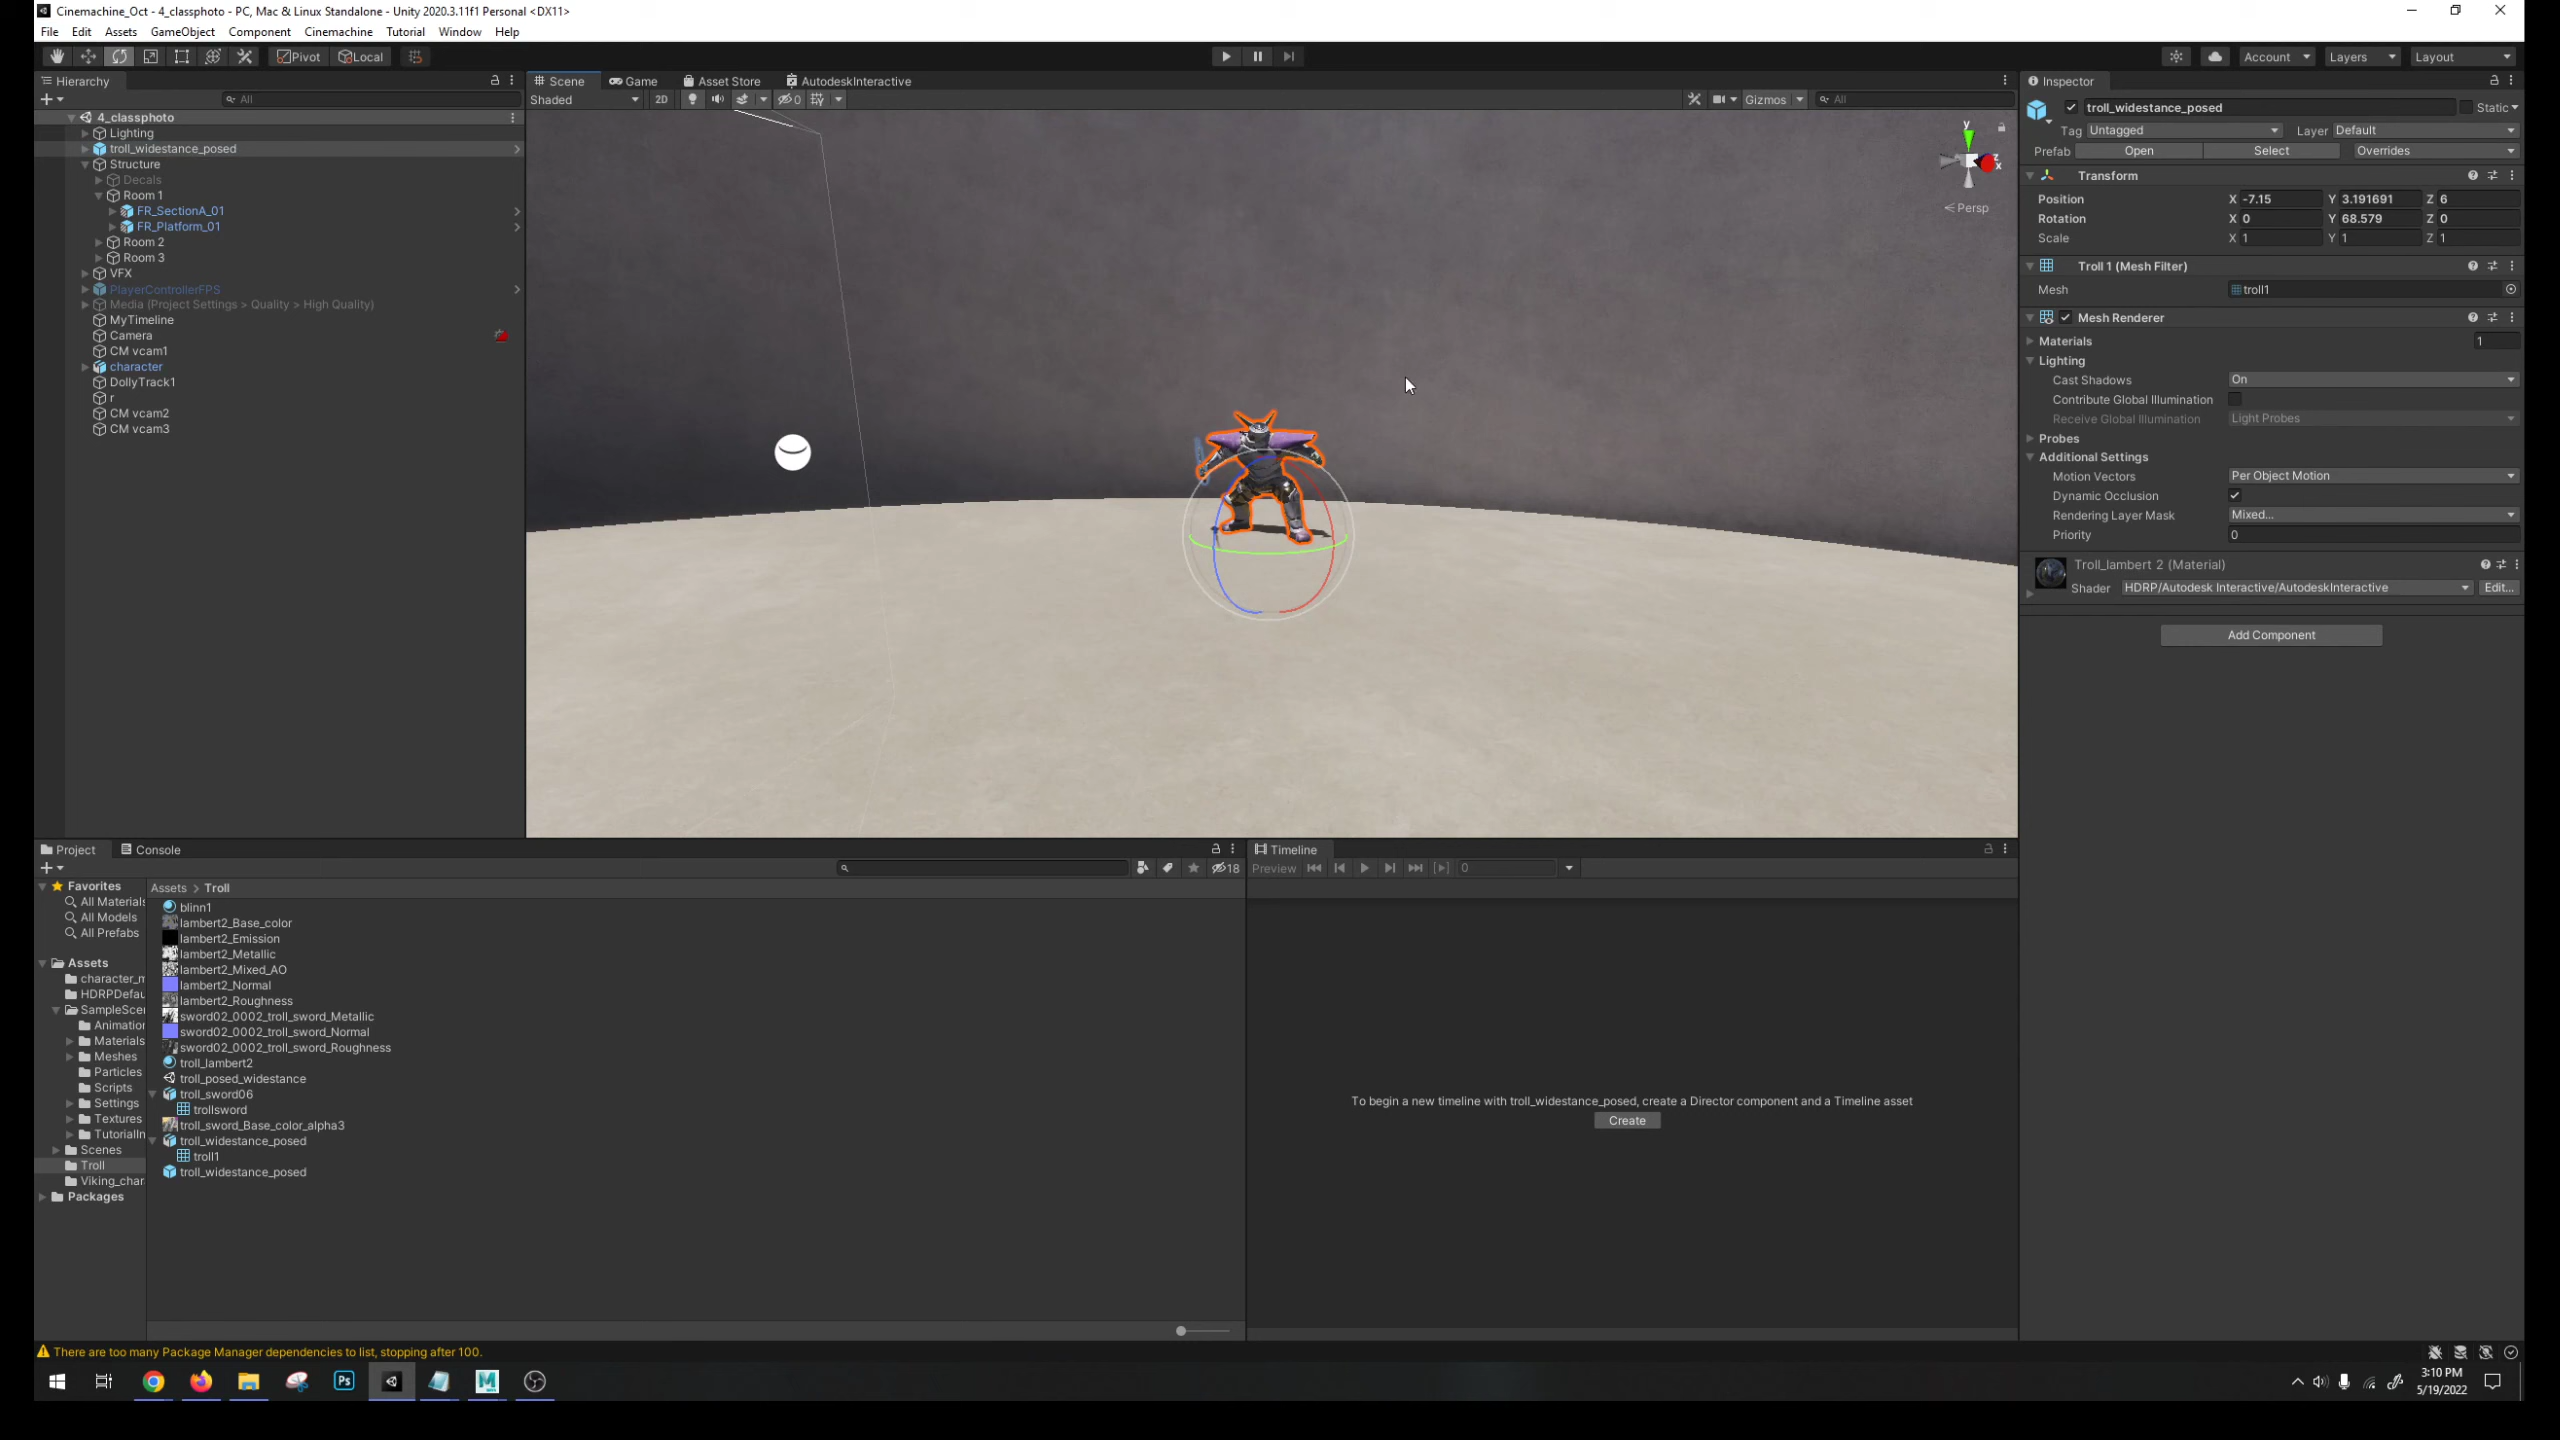 Cinemachine_Oct - 4_classphoto - PC, Mac & Linux Standalone - Unity 2020.3.11f1 Personal <DX11>
File Edit Assets GameObject Component Cinemachine Tutorial Window Help
Pivot Local Account Layers Layout
Hierarchy
All
4_classphoto
Lighting
troll_widestance_posed
Structure
Decals
Room 1
FR_SectionA_01
FR_Platform_01
Room 2
Room 3
VFX
PlayerControllerFPS
Media (Project Settings > Quality > High Quality)
MyTimeline
Camera
CM vcam1
character
DollyTrack1
r
CM vcam2
CM vcam3
Scene Game Asset Store AutodeskInteractive
Shaded 2D 0 Gizmos All
y
z
x
Persp
Inspector
troll_widestance_posed Static
Tag Untagged Layer Default
Prefab Open Select Overrides
Transform
Position X -7.15 Y 3.191691 Z 6
Rotation X 0 Y 68.579 Z 0
Scale X 1 Y 1 Z 1
Troll 1 (Mesh Filter)
Mesh troll1
Mesh Renderer
Materials 1
Lighting
Cast Shadows On
Contribute Global Illumination
Receive Global Illumination Light Probes
Probes
Additional Settings
Motion Vectors Per Object Motion
Dynamic Occlusion
Rendering Layer Mask Mixed...
Priority 0
Troll_lambert 2 (Material)
Shader HDRP/Autodesk Interactive/AutodeskInteractive Edit...
Add Component
Project Console
18
Favorites
All Materials
All Models
All Prefabs
Assets
character_m
HDRPDefau
SampleScen
Animation
Materials
Meshes
Particles
Scripts
Settings
Textures
TutorialIn
Scenes
Troll
Viking_char
Packages
Assets > Troll
blinn1
lambert2_Base_color
lambert2_Emission
lambert2_Metallic
lambert2_Mixed_AO
lambert2_Normal
lambert2_Roughness
sword02_0002_troll_sword_Metallic
sword02_0002_troll_sword_Normal
sword02_0002_troll_sword_Roughness
troll_lambert2
troll_posed_widestance
troll_sword06
trollsword
troll_sword_Base_color_alpha3
troll_widestance_posed
troll1
troll_widestance_posed
Timeline
Preview 0
To begin a new timeline with troll_widestance_posed, create a Director component and a Timeline asset
Create
There are too many Package Manager dependencies to list, stopping after 100.
Ps
M
3:10 PM
5/19/2022